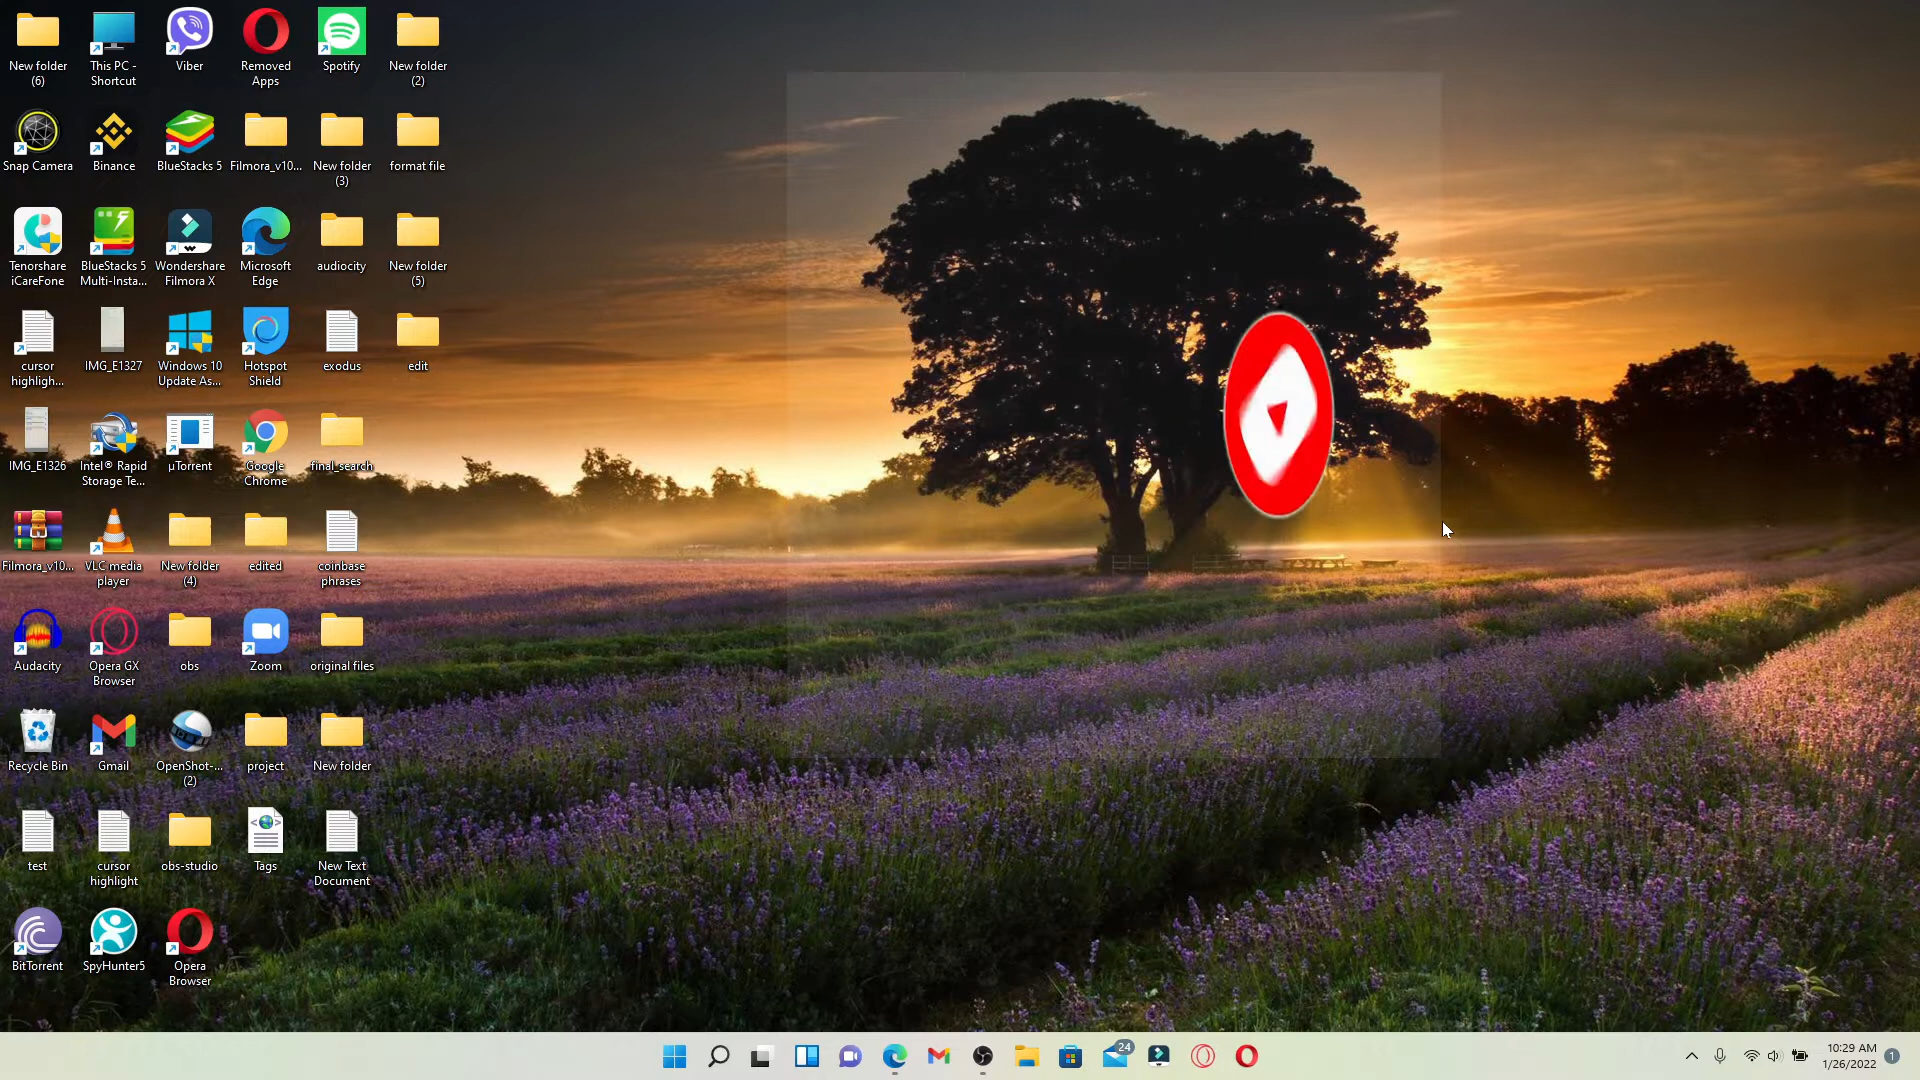 New folder
(6)
This PC -
Shortcut
Viber
Removed
Apps
Spotify
New folder
(2)
Snap Camera
Binance
BlueStacks 5
Filmora_v10...
New folder
(3)
format file
Tenorshare
iCareFone
BlueStacks 5
Multi-Insta...
Wondershare
Filmora X
Microsoft
Edge
audiocity
New folder
(5)
cursor
highligh...
IMG_E1327
Windows 10
Update As...
Hotspot
Shield
exodus
edit
IMG_E1326
Intel® Rapid
Storage Te...
µTorrent
Google
Chrome
final_search
Filmora_v10...
VLC media
player
New folder
(4)
edited
coinbase
phrases
Audacity
Opera GX
Browser
obs
Zoom
original files
Recycle Bin
Gmail
OpenShot-...
(2)
project
New folder
test
cursor
highlight
obs-studio
Tags
New Text
Document
BitTorrent
SpyHunter5
Opera
Browser
24
10:29 AM
1/26/2022
1